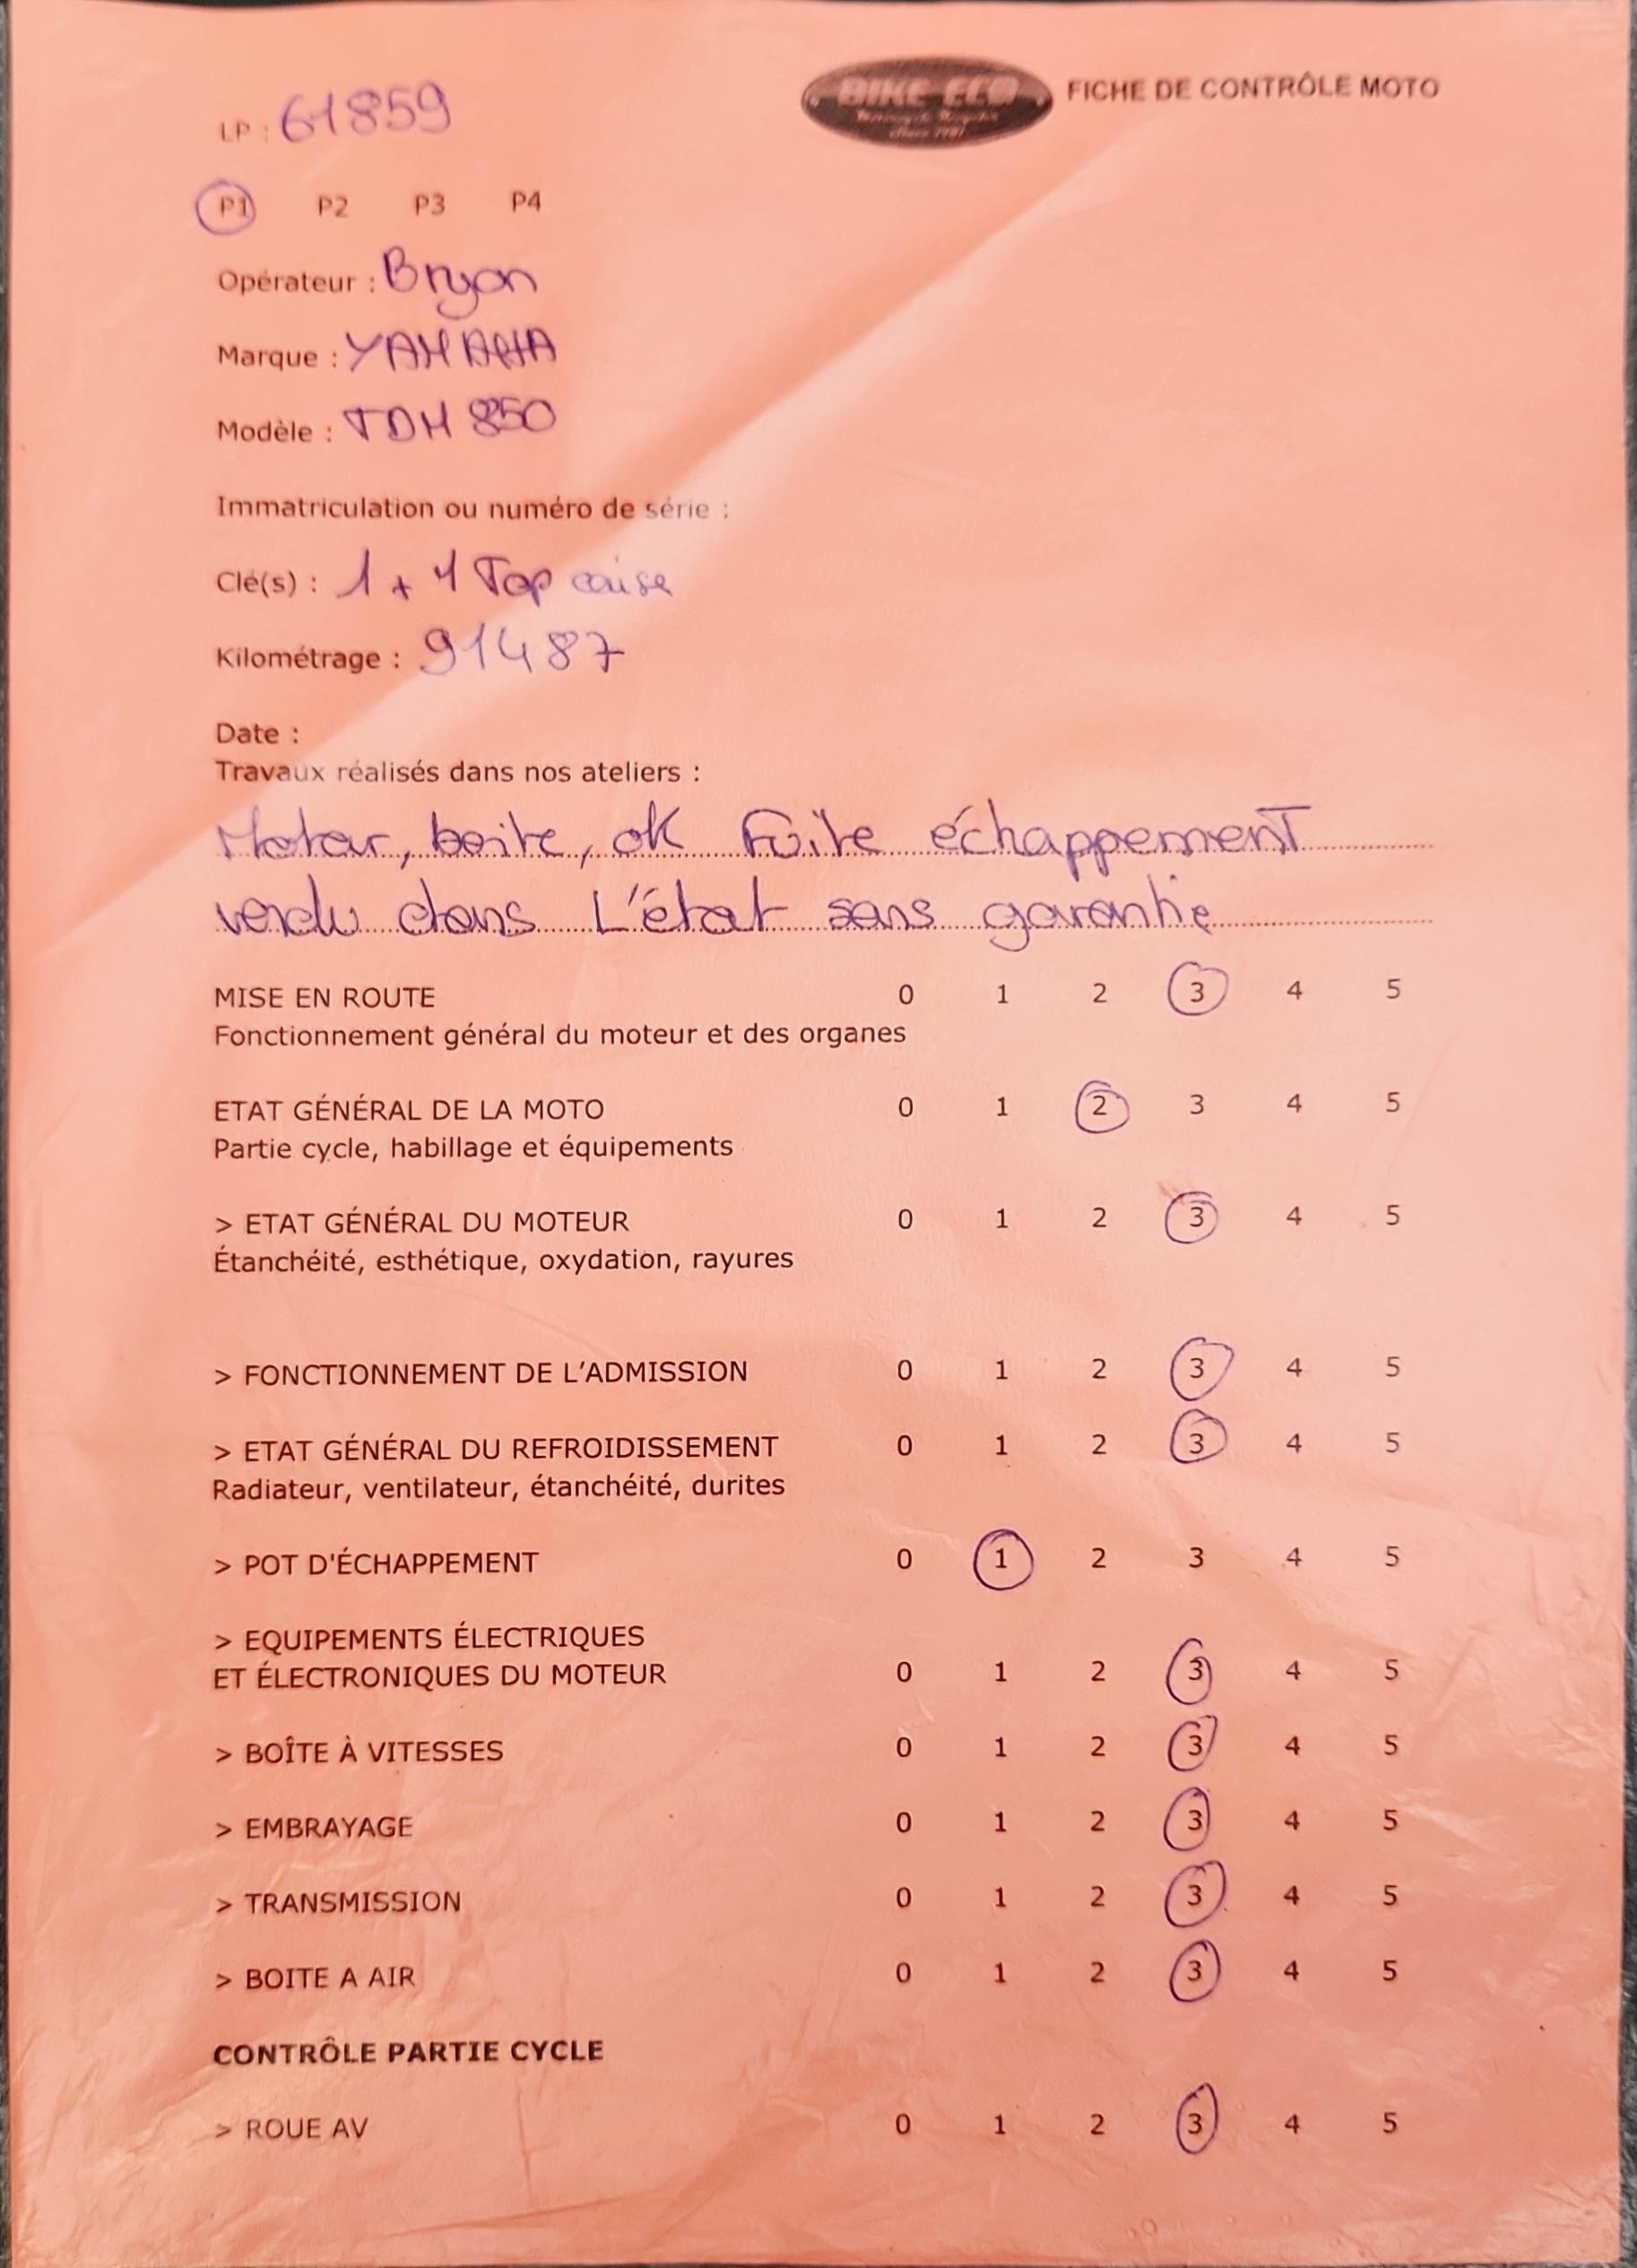 LP : 61859
BIKE ECO
FICHE DE CONTRÔLE MOTO
P1 P2 P3 P4
Opérateur : Bryan
Marque : YAMAHA
Modèle : TDM 850
Immatriculation ou numéro de série :
Clé(s) : 1 + 1 Top caise
Kilométrage : 91487
Date :
Travaux réalisés dans nos ateliers :
Moteur, boite, ok Fuite échappement
vendu dans L'état sans garantie
MISE EN ROUTE 0 1 2 3 4 5
Fonctionnement général du moteur et des organes
ETAT GÉNÉRAL DE LA MOTO 0 1 2 3 4 5
Partie cycle, habillage et équipements
> ETAT GÉNÉRAL DU MOTEUR 0 1 2 3 4 5
Étanchéité, esthétique, oxydation, rayures
> FONCTIONNEMENT DE L'ADMISSION 0 1 2 3 4 5
> ETAT GÉNÉRAL DU REFROIDISSEMENT 0 1 2 3 4 5
Radiateur, ventilateur, étanchéité, durites
> POT D'ÉCHAPPEMENT 0 1 2 3 4 5
> EQUIPEMENTS ÉLECTRIQUES
ET ÉLECTRONIQUES DU MOTEUR 0 1 2 3 4 5
> BOÎTE À VITESSES 0 1 2 3 4 5
> EMBRAYAGE 0 1 2 3 4 5
> TRANSMISSION 0 1 2 3 4 5
> BOITE A AIR 0 1 2 3 4 5
CONTRÔLE PARTIE CYCLE
> ROUE AV 0 1 2 3 4 5